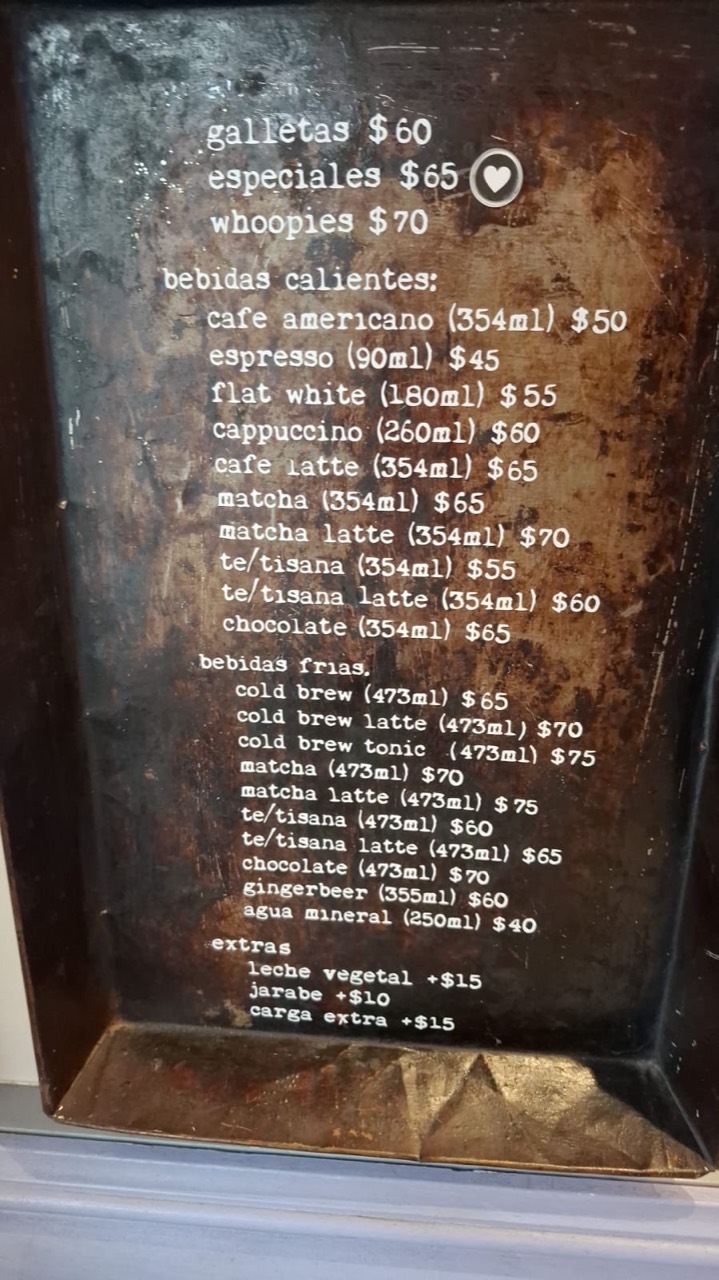 galletas $60
especiales $65
whoopies $70
bebidas calientes:
cafe americano (354ml) $50
espresso (90ml) $45
flat white (180ml) $55
cappuccino (260ml) $60
cafe latte (354ml) $65
matcha (354ml) $65
matcha latte (354ml) $70
te/tisana (354ml) $55
te/tisana latte (354ml) $60
chocolate (354ml) $65
bebidas frias.
cold brew (473ml) $65
cold brew latte (473ml) $70
cold brew tonic (473ml) $75
matcha (473ml) $70
matcha latte (473ml) $75
te/tisana (473ml) $60
te/tisana latte (473ml) $65
chocolate (473ml) $70
gingerbeer (355ml) $60
agua mineral (250ml) $40
extras
leche vegetal +$15
jarabe +$10
carga extra +$15